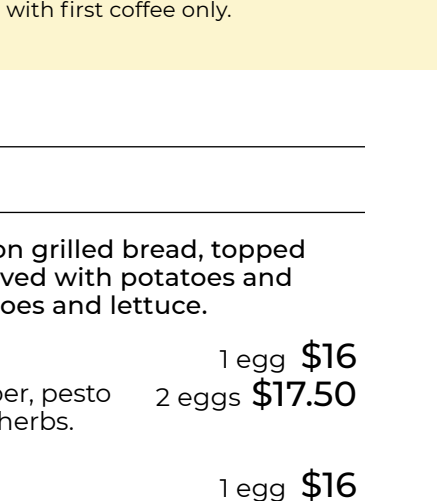 with first coffee only.
on grilled bread, topped
ved with potatoes and
oes and lettuce.
1 egg $16
er, pesto 2 eggs $17.50
herbs.
1 egg $16